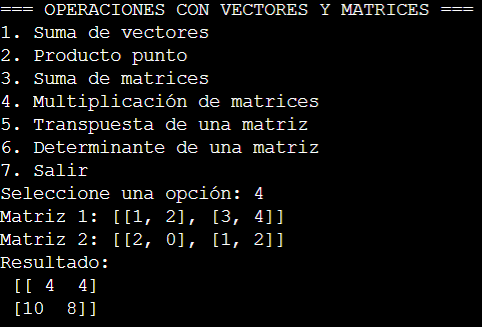 === OPERACIONES CON VECTORES Y MATRICES ===
1. Suma de vectores
2. Producto punto
3. Suma de matrices
4. Multiplicación de matrices
5. Transpuesta de una matriz
6. Determinante de una matriz
7. Salir
Seleccione una opción: 4
Matriz 1: [[1, 2], [3, 4]]
Matriz 2: [[2, 0], [1, 2]]
Resultado:
 [[ 4  4]
 [10  8]]